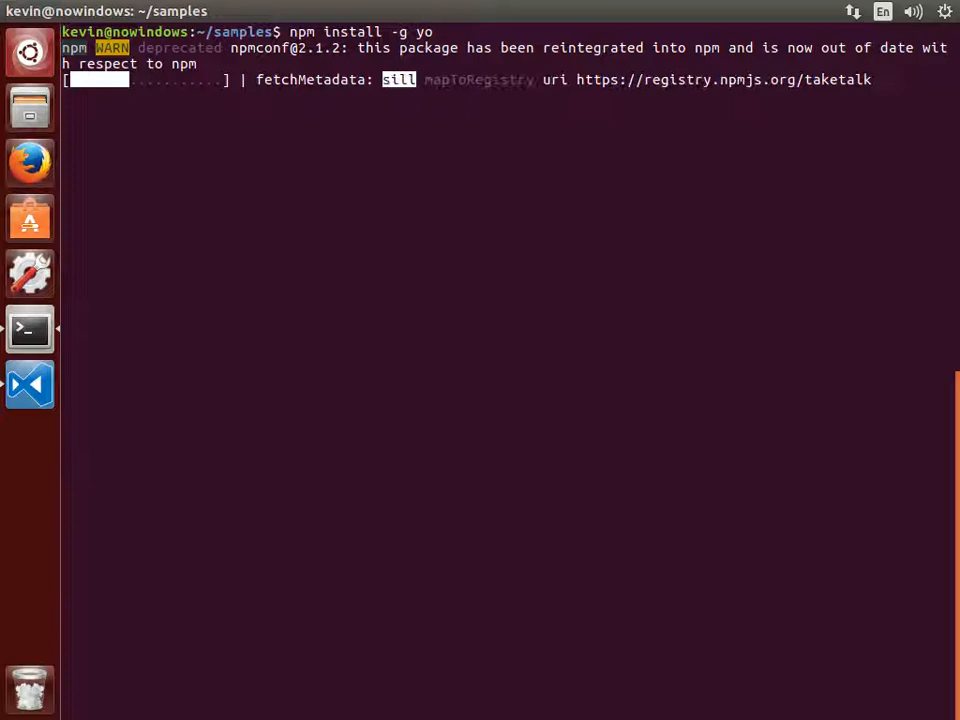 kevin@nowindows: ~/samples
En
kevin@nowindows:~/samples$ npm install -g yo
npm WARN deprecated npmconf@2.1.2: this package has been reintegrated into npm and is now out of date wit
h respect to npm
[ ...........] | fetchMetadata: sill mapToRegistry uri https://registry.npmjs.org/taketalk